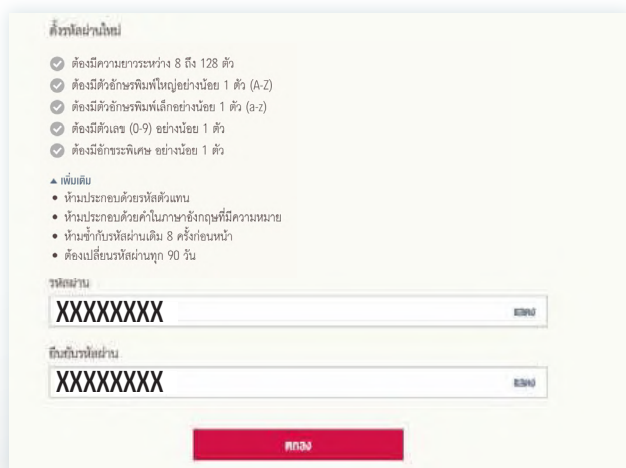 ตั้งรหัสผ่านใหม่
ต้องมีความยาวระหว่าง 8 ถึง 128 ตัว
ต้องมีตัวอักษรพิมพ์ใหญ่อย่างน้อย 1 ตัว (A-Z)
ต้องมีตัวอักษรพิมพ์เล็กอย่างน้อย 1 ตัว (a-z)
ต้องมีตัวเลข (0-9) อย่างน้อย 1 ตัว
ต้องมีอักขระพิเศษ อย่างน้อย 1 ตัว
▲ เพิ่มเติม
• ห้ามประกอบด้วยรหัสตัวแทน
• ห้ามประกอบด้วยคำในภาษาอังกฤษที่มีความหมาย
• ห้ามซ้ำกับรหัสผ่านเดิม 8 ครั้งก่อนหน้า
• ต้องเปลี่ยนรหัสผ่านทุก 90 วัน
รหัสผ่าน
XXXXXXXX แสดง
ยืนยันรหัสผ่าน
XXXXXXXX แสดง
ตกลง